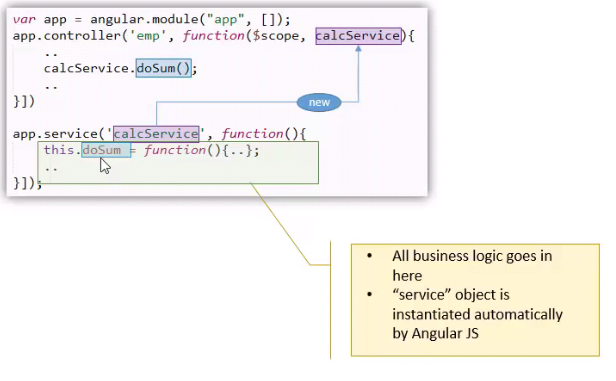 var app = angular.module("app", []);
app.controller('emp', function($scope, calcService){
..
calcService.doSum();
..
}])
new
app.service('calcService', function(){
this.doSum = function(){..};
..
}]);
• All business logic goes in
here
• “service” object is
instantiated automatically
by Angular JS